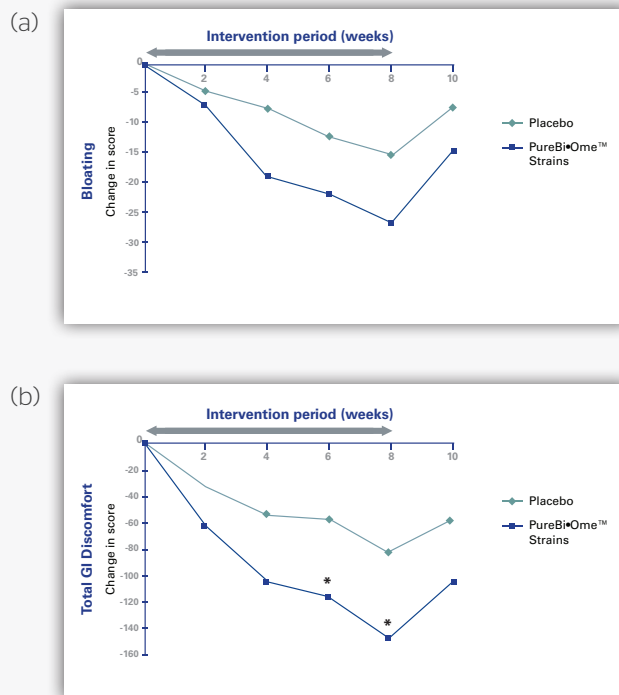 (a)
Intervention period (weeks)
0
2 4 6 8 10
-5
-10
-15
-20
-25
-30
-35
Bloating
Change in score
Placebo
PureBi•Ome™
Strains
(b)
Intervention period (weeks)
0
2 4 6 8 10
-20
-40
-60
-80
-100
-120
-140
-160
Total GI Discomfort
Change in score
*
*
Placebo
PureBi•Ome™
Strains